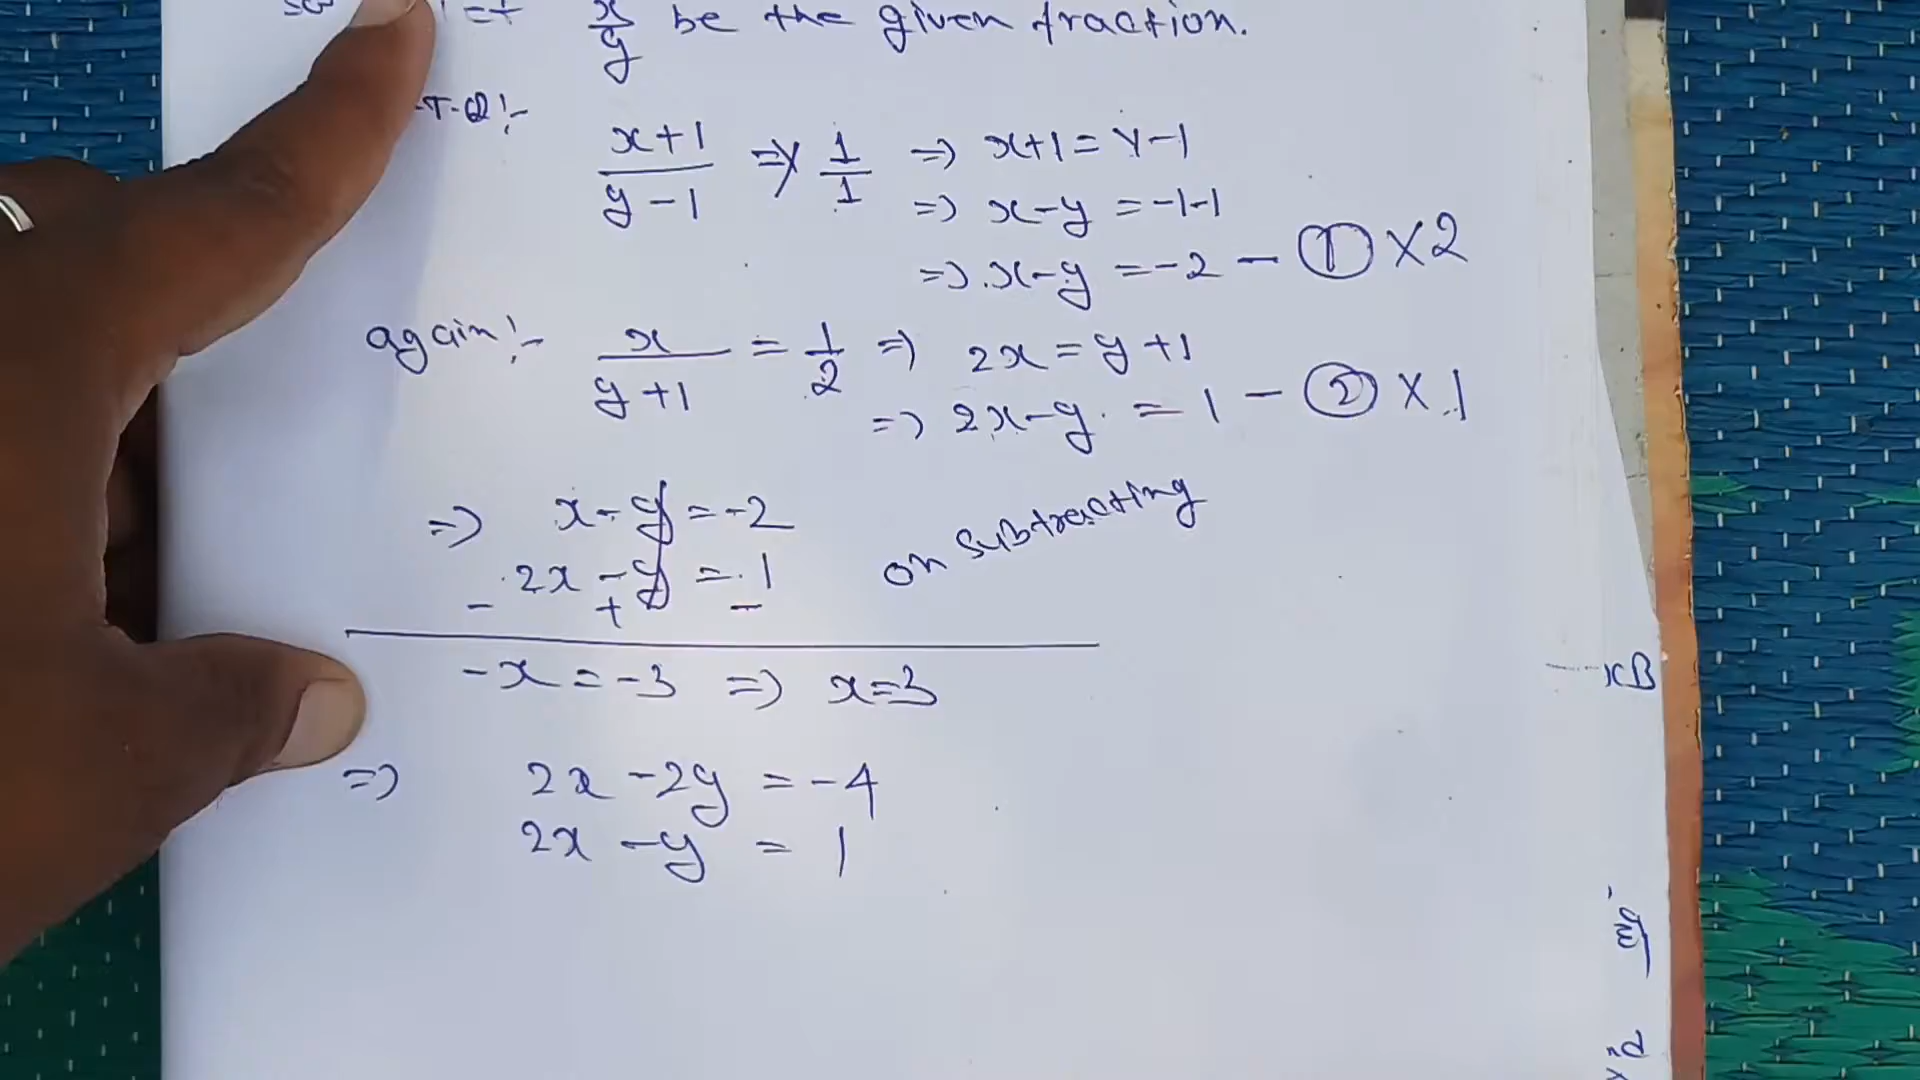 x/y be the given fraction.
-T-Q:-
(x+1)/(y-1) => 1/1 => x+1 = y-1
=> x-y = -1-1
=> x-y = -2 - ① ×2
again:- x/(y+1) = 1/2 => 2x = y+1
=> 2x-y = 1 - ② ×1
=> x-y = -2
2x-y = 1 on subtracting
- + -
-x = -3 => x=3
=> 2x-2y = -4
2x-y = 1